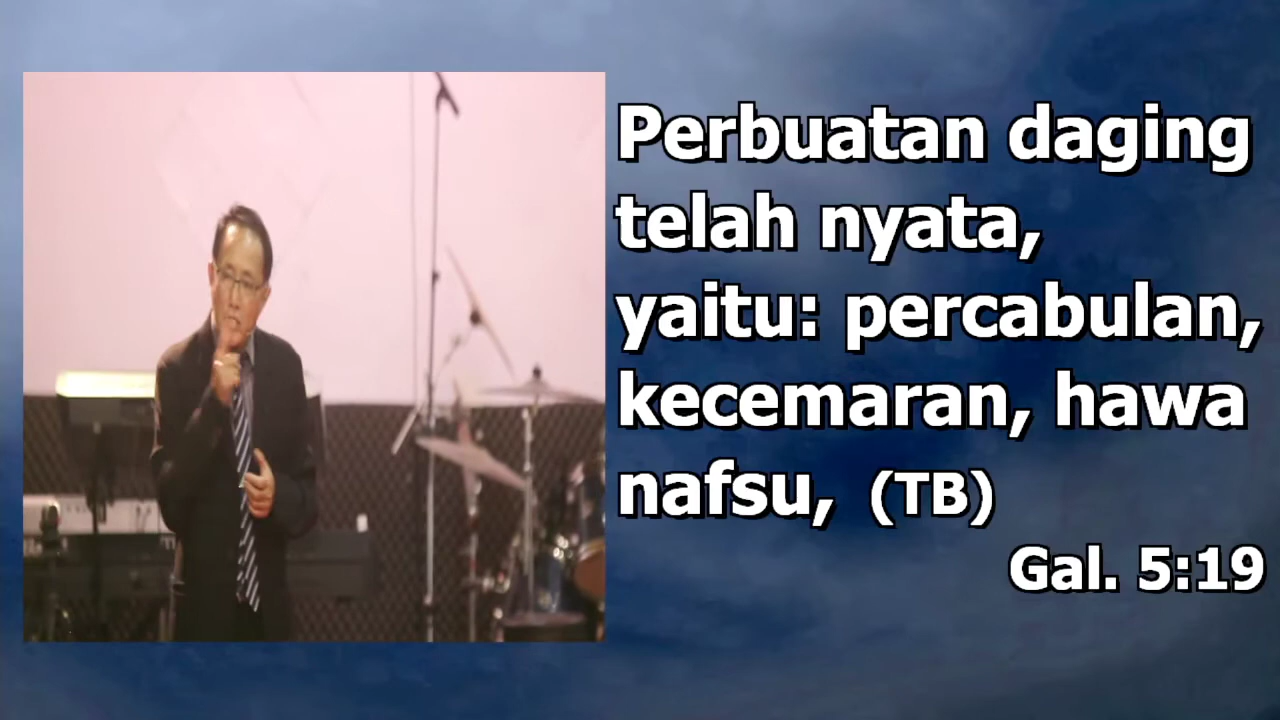 Perbuatan daging
telah nyata,
yaitu: percabulan,
kecemaran, hawa
nafsu, (TB)
Gal. 5:19